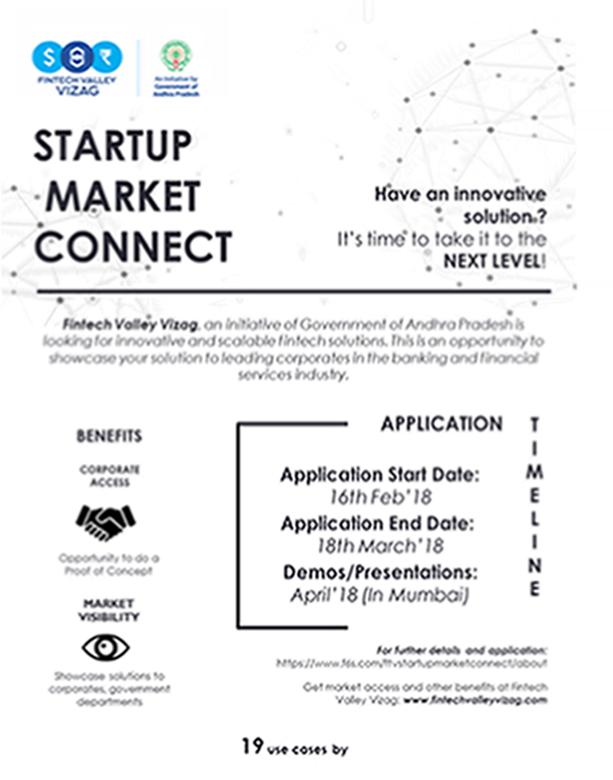 FINTECH VALLEY
VIZAG
An Initiative by
Government of
Andhra Pradesh
STARTUP
MARKET
CONNECT
Have an innovative
solution.?
It's time to take it to the
NEXT LEVEL!
Fintech Valley Vizag, an initiative of Government of Andhra Pradesh is
looking for innovative and scalable fintech solutions. This is an opportunity to
showcase your solution to leading corporates in the banking and financial
services industry.
BENEFITS
CORPORATE
ACCESS
Opportunity to do a
Proof of Concept
MARKET
VISIBILITY
Showcase solutions to
corporates, government
departments
APPLICATION
TIMELINE
Application Start Date:
16th Feb'18
Application End Date:
18th March'18
Demos/Presentations:
April'18 (In Mumbai)
For further details and application:
Get market access and other benefits at Fintech
Valley Vizag: www.fintechvalleyvizag.com
19 use cases by